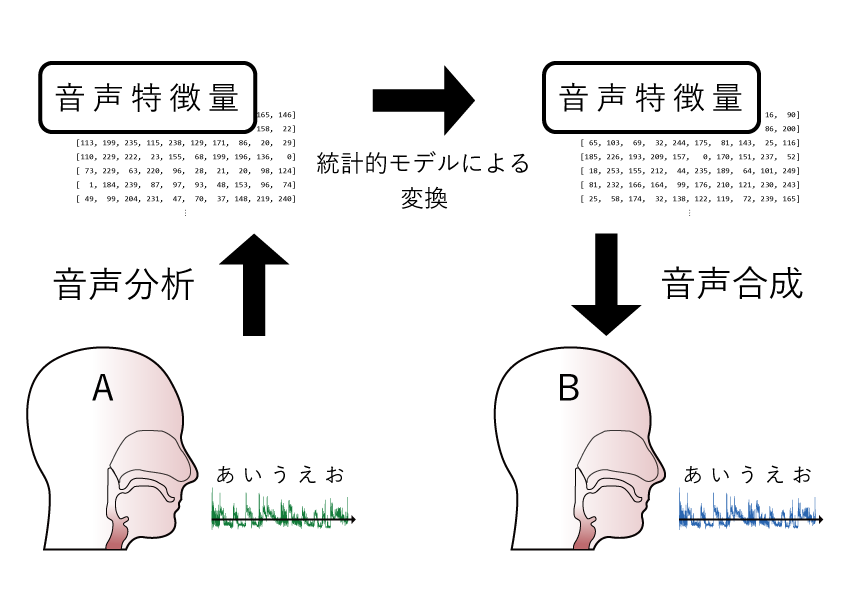 音声特徴量
165, 146]
158,  22]
[113, 199, 235, 115, 238, 129, 171,  86,  20,  29]
[110, 229, 222,  23, 155,  68, 199, 196, 136,   0]
[ 73, 229,  63, 220,  96,  28,  21,  20,  98, 124]
[  1, 184, 239,  87,  97,  93,  48, 153,  96,  74]
[ 49,  99, 204, 231,  47,  70,  37, 148, 219, 240]
⋮
統計的モデルによる
変換
音声特徴量
16,  90]
86, 200]
[ 65, 103,  69,  32, 244, 175,  81, 143,  25, 116]
[185, 226, 193, 209, 157,   0, 170, 151, 237,  52]
[ 18, 253, 155, 212,  44, 235, 189,  64, 101, 249]
[ 81, 232, 166, 164,  99, 176, 210, 121, 230, 243]
[ 25,  58, 174,  32, 138, 122, 119,  72, 239, 165]
⋮
音声分析
音声合成
A
あいうえお
B
あいうえお